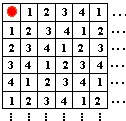 1 2 3 4 1 ...
1 2 3 4 1 2 ...
2 3 4 1 2 3 ...
3 4 1 2 3 4 ...
4 1 2 3 4 1 ...
1 2 3 4 1 2 ...
⋮ ⋮ ⋮ ⋮ ⋮ ⋮